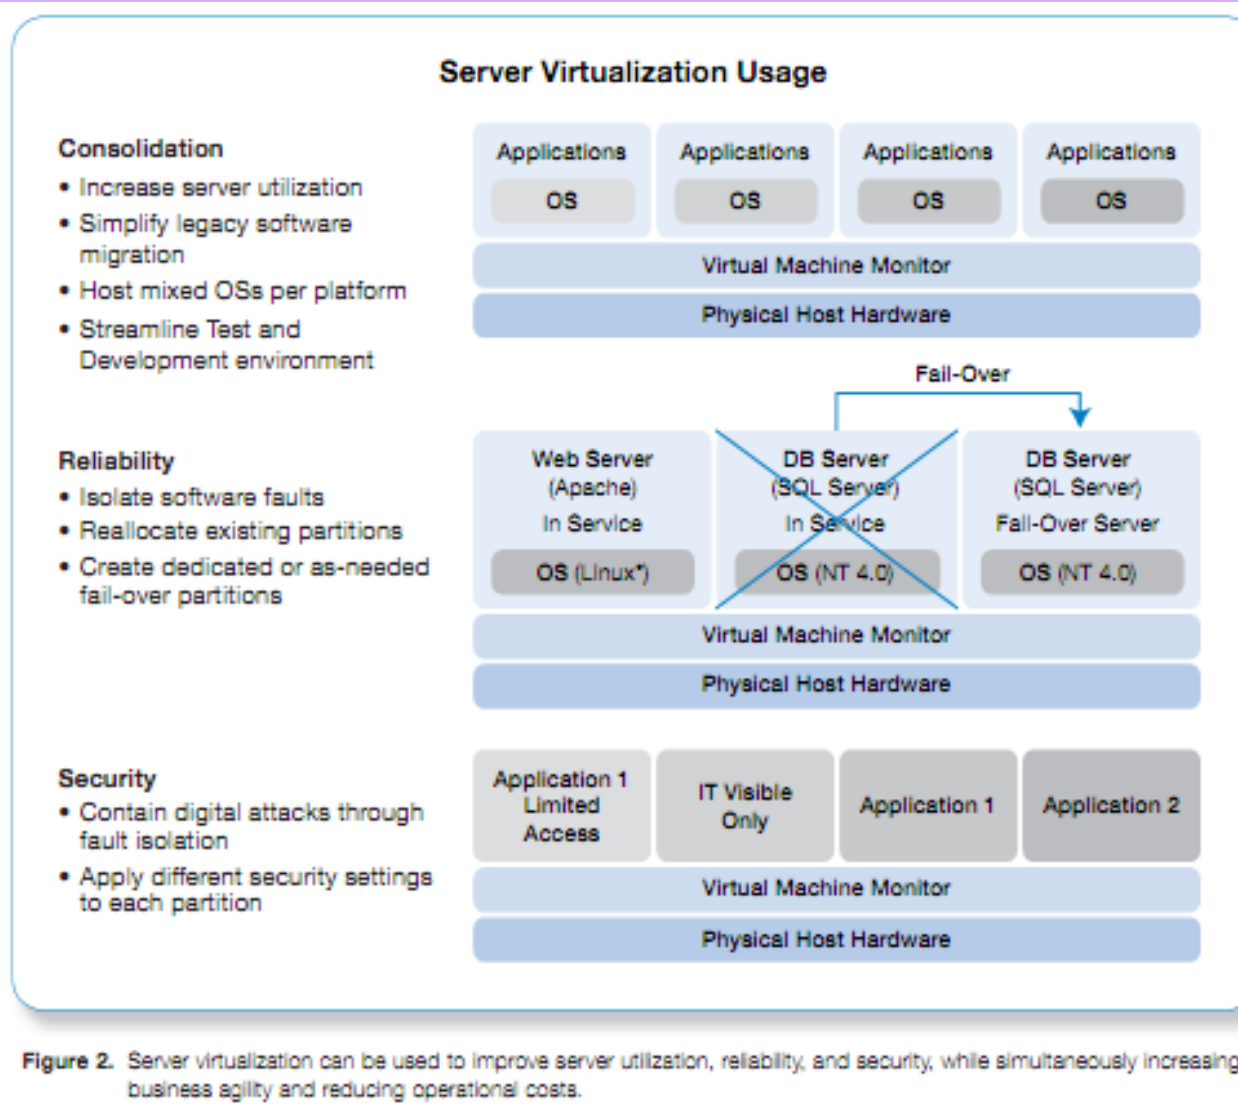 Server Virtualization Usage
Consolidation
• Increase server utilization
• Simplify legacy software
migration
• Host mixed OSs per platform
• Streamline Test and
Development environment
Applications
OS
Applications
OS
Applications
OS
Applications
OS
Virtual Machine Monitor
Physical Host Hardware
Reliability
• Isolate software faults
• Reallocate existing partitions
• Create dedicated or as-needed
fail-over partitions
Fail-Over
Web Server
(Apache)
In Service
OS (Linux*)
DB Server
(SQL Server)
In Service
OS (NT 4.0)
DB Server
(SQL Server)
Fail-Over Server
OS (NT 4.0)
Virtual Machine Monitor
Physical Host Hardware
Security
• Contain digital attacks through
fault isolation
• Apply different security settings
to each partition
Application 1
Limited
Access
IT Visible
Only
Application 1
Application 2
Virtual Machine Monitor
Physical Host Hardware
Figure 2. Server virtualization can be used to improve server utilization, reliability, and security, while simultaneously increasing
business agility and reducing operational costs.